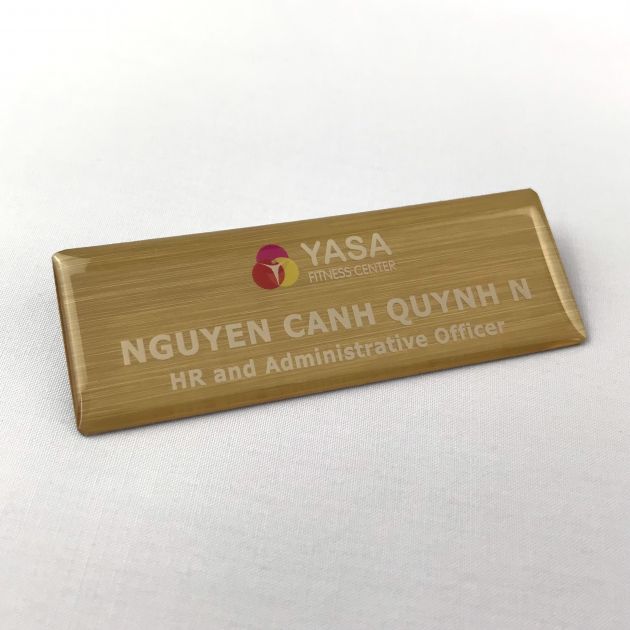 YASA
FITNESS CENTER
NGUYEN CANH QUYNH N
HR and Administrative Officer